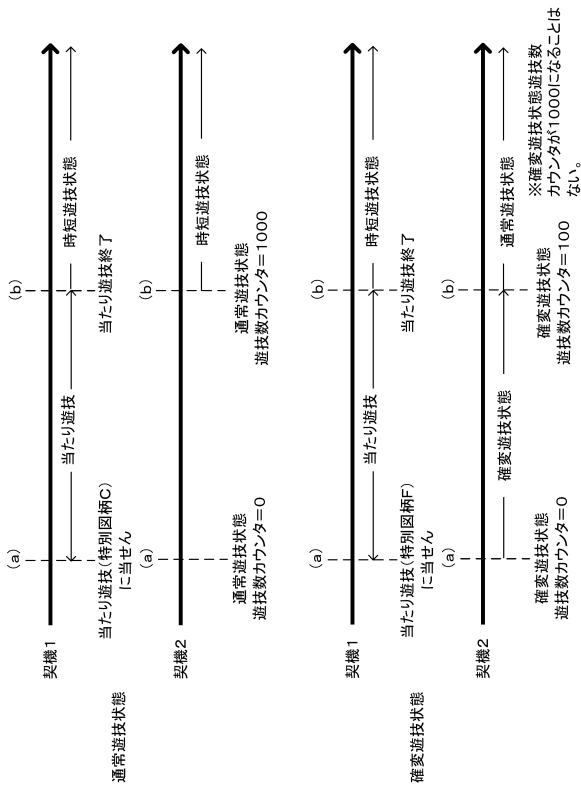 通常遊技状態
契機1
(a)
(b)
当たり遊技
時短遊技状態
当たり遊技(特別図柄C)
に当せん
当たり遊技終了
契機2
(a)
(b)
時短遊技状態
通常遊技状態
遊技数カウンタ=0
通常遊技状態
遊技数カウンタ=1000
確変遊技状態
契機1
(a)
(b)
当たり遊技
時短遊技状態
当たり遊技(特別図柄F)
に当せん
当たり遊技終了
契機2
(a)
(b)
確変遊技状態
通常遊技状態
確変遊技状態
遊技数カウンタ=0
確変遊技状態
遊技数カウンタ=100
※確変遊技状態遊技数
カウンタが1000になることは
ない。